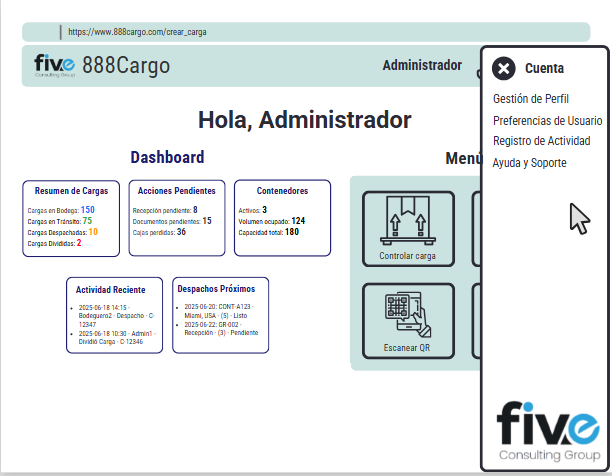 https://www.888cargo.com/crear_carga
five
Consulting Group
888Cargo
Administrador
Hola, Administrador
Dashboard
Resumen de Cargas
Cargas en Bodega: 150
Cargas en Tránsito: 75
Cargas Despachadas: 10
Cargas Divididas: 2
Acciones Pendientes
Recepción pendiente: 8
Documentos pendientes: 15
Cajas perdidas: 36
Contenedores
Activos: 3
Volumen ocupado: 124
Capacidad total: 180
Actividad Reciente
2025-06-18 14:15 -
Bodeguero2 - Despacho - C-
12347
2025-06-18 10:30 - Admin1 -
Dividió Carga - C-12346
Despachos Próximos
2025-06-20: CONT-A123 -
Miami, USA - (5) - Listo
2025-06-22: GR-002 -
Recepción - (3) - Pendiente
Menú
Controlar carga
Escanear QR
Cuenta
Gestión de Perfil
Preferencias de Usuario
Registro de Actividad
Ayuda y Soporte
five
Consulting Group